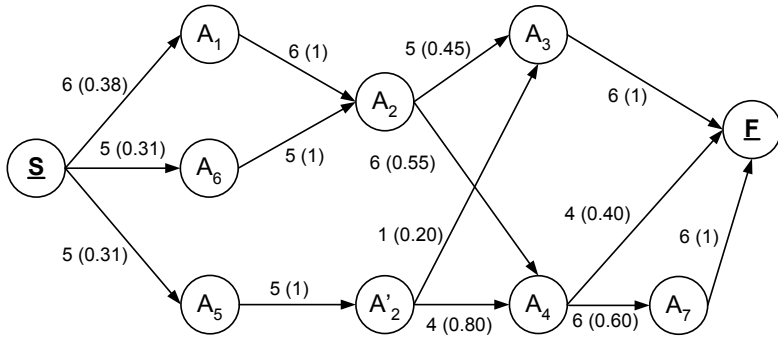 A1
A3
6 (1)
5 (0.45)
6 (0.38)
A2
6 (1)
F
S
5 (0.31)
A6
5 (1)
6 (0.55)
4 (0.40)
1 (0.20)
6 (1)
5 (0.31)
A5
5 (1)
A'2
4 (0.80)
A4
6 (0.60)
A7